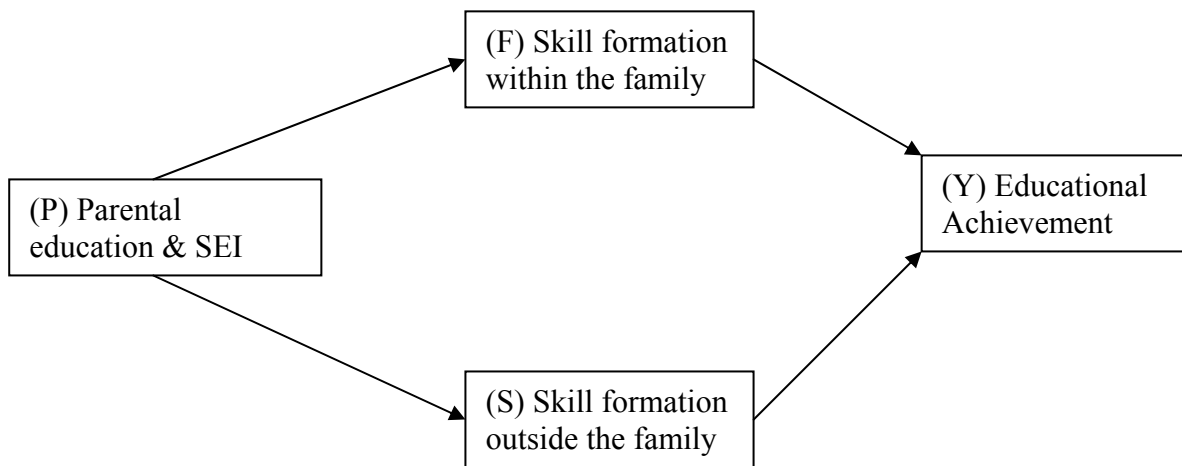 (F) Skill formation
within the family
(P) Parental
education & SEI
(Y) Educational
Achievement
(S) Skill formation
outside the family